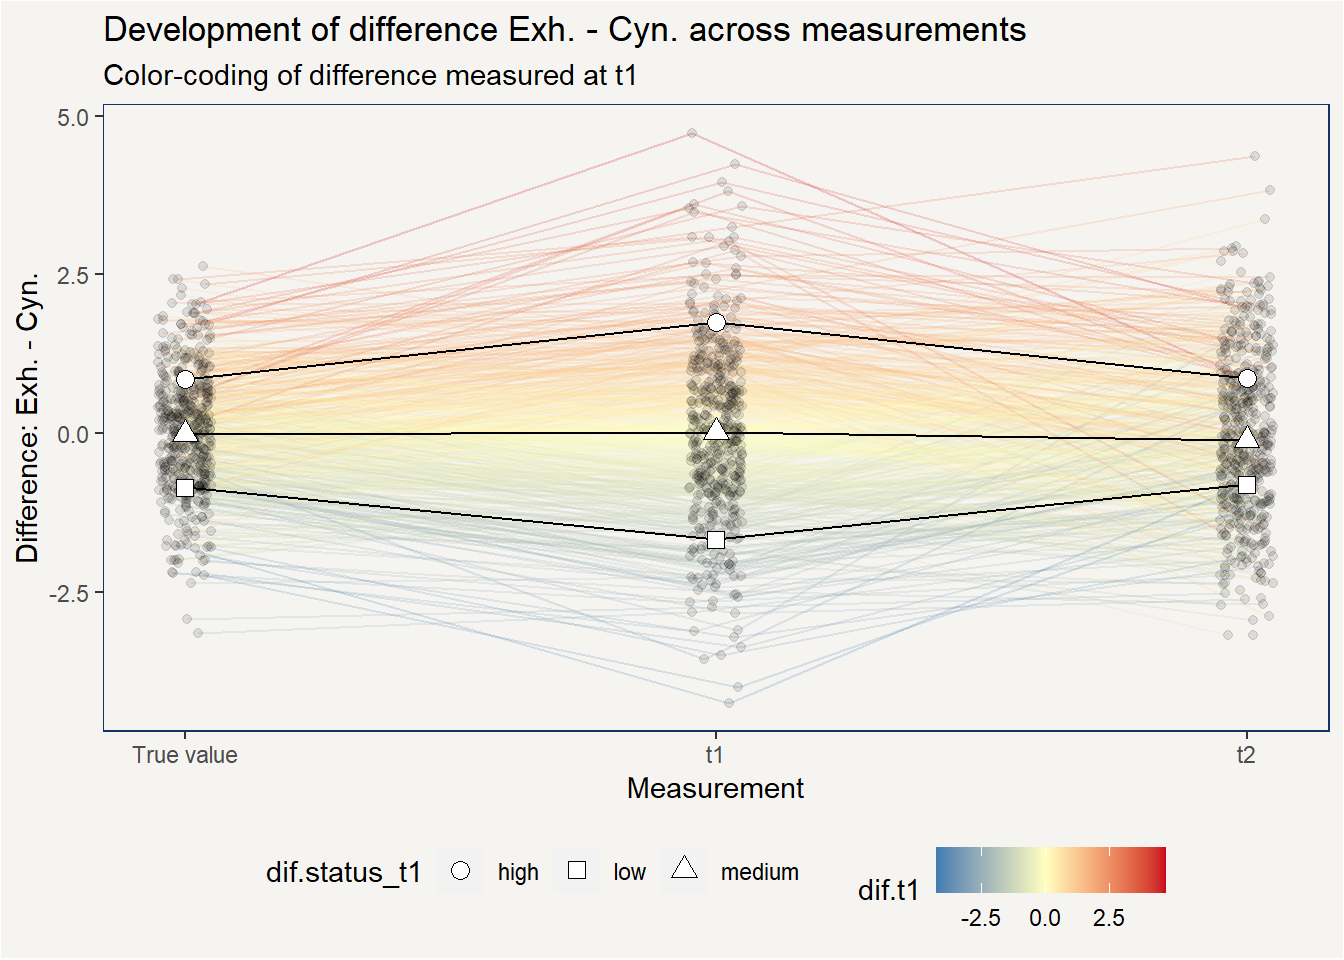 Development of difference Exh. - Cyn. across measurements
Color-coding of difference measured at t1
Difference: Exh. - Cyn.
5.0
2.5
0.0
-2.5
True value
t1
t2
Measurement
dif.status_t1
high
low
medium
dif.t1
-2.5
0.0
2.5